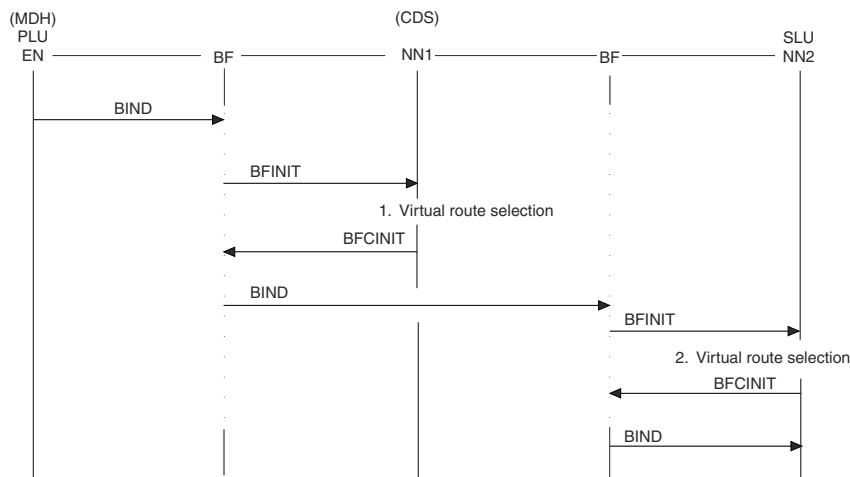 (MDH)
(CDS)
PLU
SLU
EN
BF
NN1
BF
NN2
BIND
BFINIT
1. Virtual route selection
BFCINIT
BIND
BFINIT
2. Virtual route selection
BFCINIT
BIND